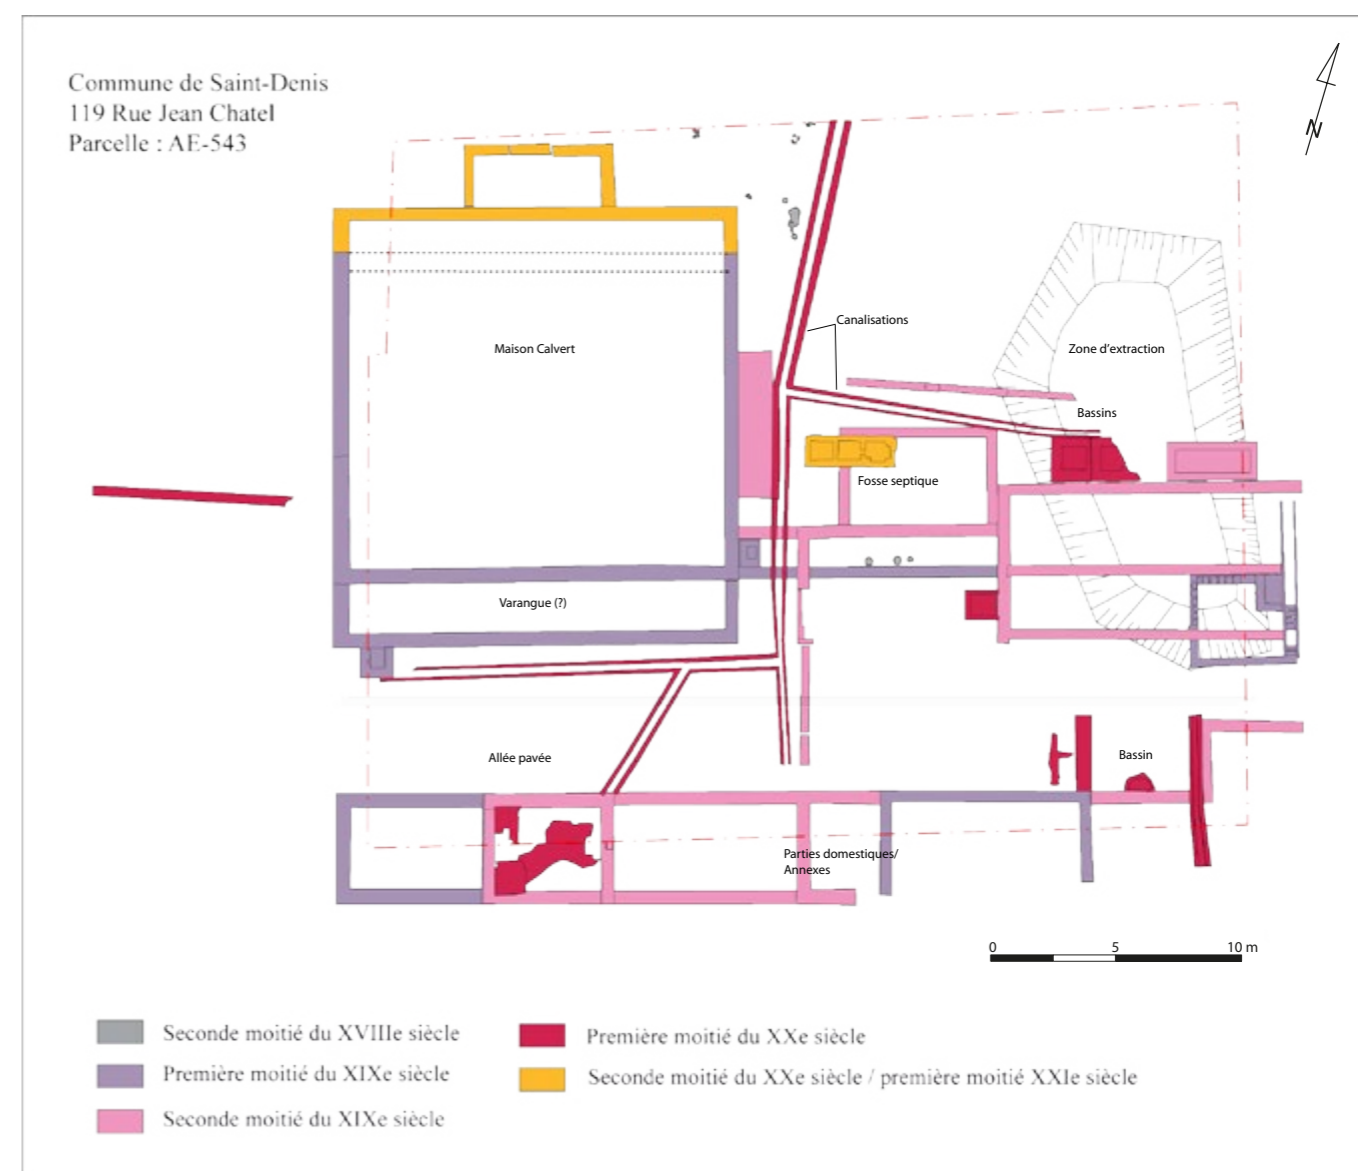 Commune de Saint-Denis
119 Rue Jean Chatel
Parcelle : AE-543
N
Canalisations
Maison Calvert
Zone d'extraction
Bassins
Fosse septique
Varangue (?)
Allée pavée
Bassin
Parties domestiques/
Annexes
0 5 10 m
Seconde moitié du XVIIIe siècle
Première moitié du XIXe siècle
Seconde moitié du XIXe siècle
Première moitié du XXe siècle
Seconde moitié du XXe siècle / première moitié XXIe siècle